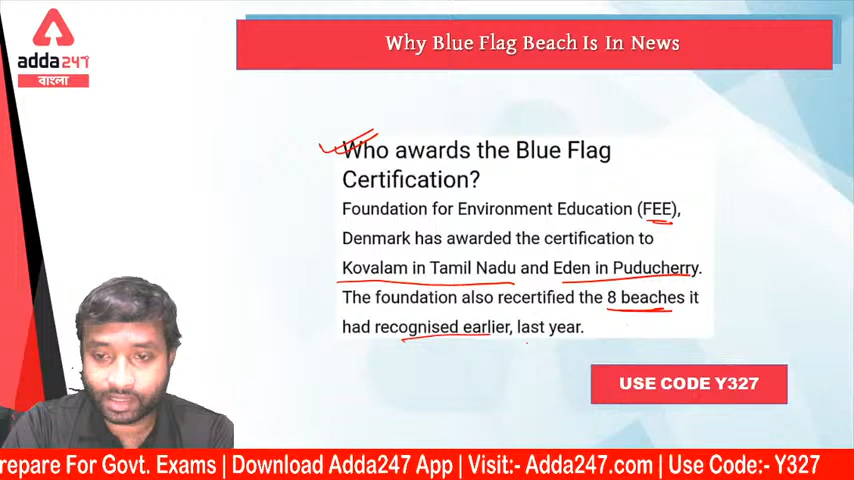 adda247
বাংলা
Why Blue Flag Beach Is In News
Who awards the Blue Flag
Certification?
Foundation for Environment Education (FEE),
Denmark has awarded the certification to
Kovalam in Tamil Nadu and Eden in Puducherry.
The foundation also recertified the 8 beaches it
had recognised earlier, last year.
USE CODE Y327
repare For Govt. Exams | Download Adda247 App | Visit:- Adda247.com | Use Code:- Y327